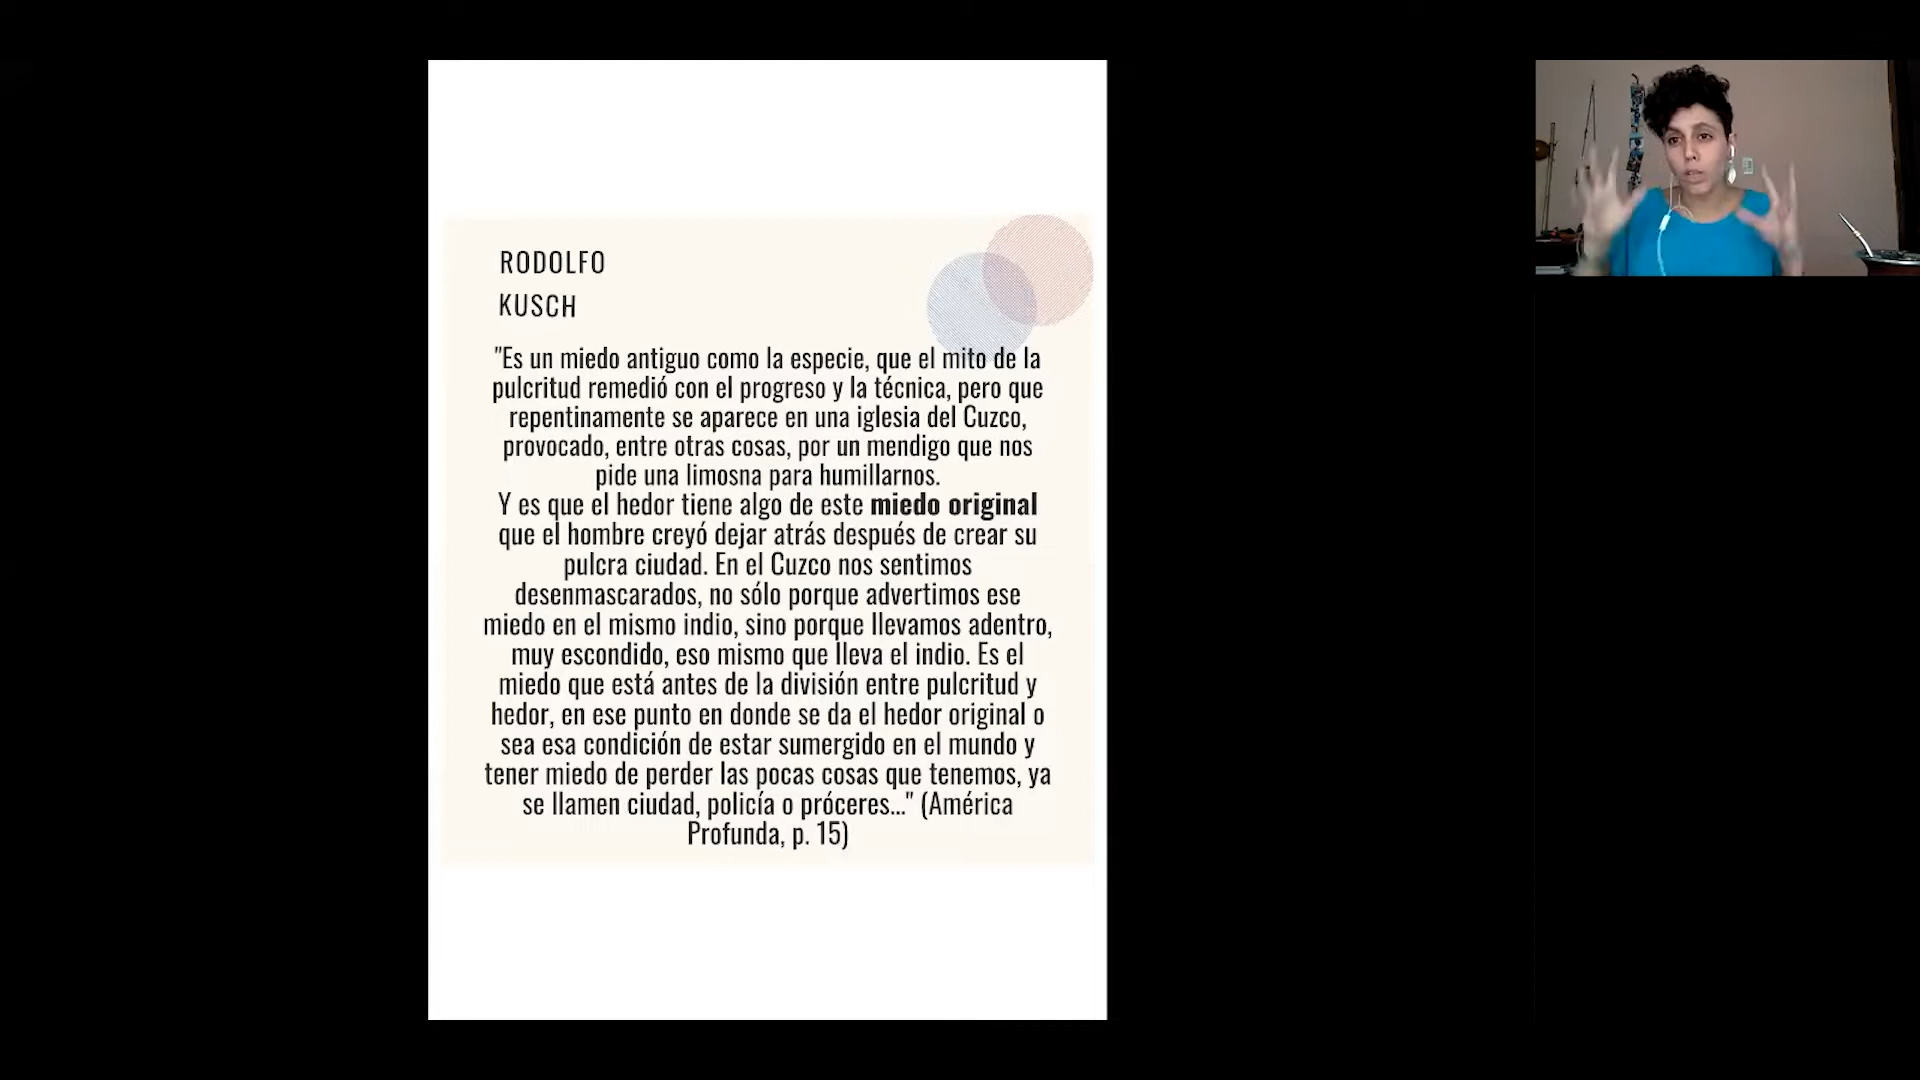 RODOLFO
KUSCH
"Es un miedo antiguo como la especie, que el mito de la
pulcritud remedió con el progreso y la técnica, pero que
repentinamente se aparece en una iglesia del Cuzco,
provocado, entre otras cosas, por un mendigo que nos
pide una limosna para humillarnos.
Y es que el hedor tiene algo de este miedo original
que el hombre creyó dejar atrás después de crear su
pulcra ciudad. En el Cuzco nos sentimos
desenmascarados, no sólo porque advertimos ese
miedo en el mismo indio, sino porque llevamos adentro,
muy escondido, eso mismo que lleva el indio. Es el
miedo que está antes de la división entre pulcritud y
hedor, en ese punto en donde se da el hedor original o
sea esa condición de estar sumergido en el mundo y
tener miedo de perder las pocas cosas que tenemos, ya
se llamen ciudad, policía o próceres..." (América
Profunda, p. 15)